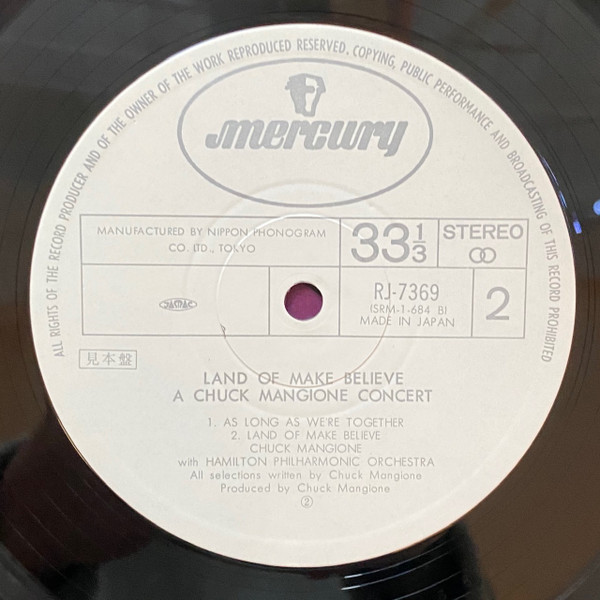 ALL RIGHTS OF THE RECORD PRODUCER AND OF THE OWNER OF THE WORK REPRODUCED RESERVED. COPYING, PUBLIC PERFORMANCE AND BROADCASTING OF THIS RECORD PROHIBITED
mercury
MANUFACTURED BY NIPPON PHONOGRAM
CO. LTD., TOKYO
33 1/3
STEREO
RJ-7369
(SRM-1-684 B)
MADE IN JAPAN
2
見本盤
LAND OF MAKE BELIEVE
A CHUCK MANGIONE CONCERT
1. AS LONG AS WE'RE TOGETHER
2. LAND OF MAKE BELIEVE
CHUCK MANGIONE
with HAMILTON PHILHARMONIC ORCHESTRA
All selections written by Chuck Mangione
Produced by Chuck Mangione
②